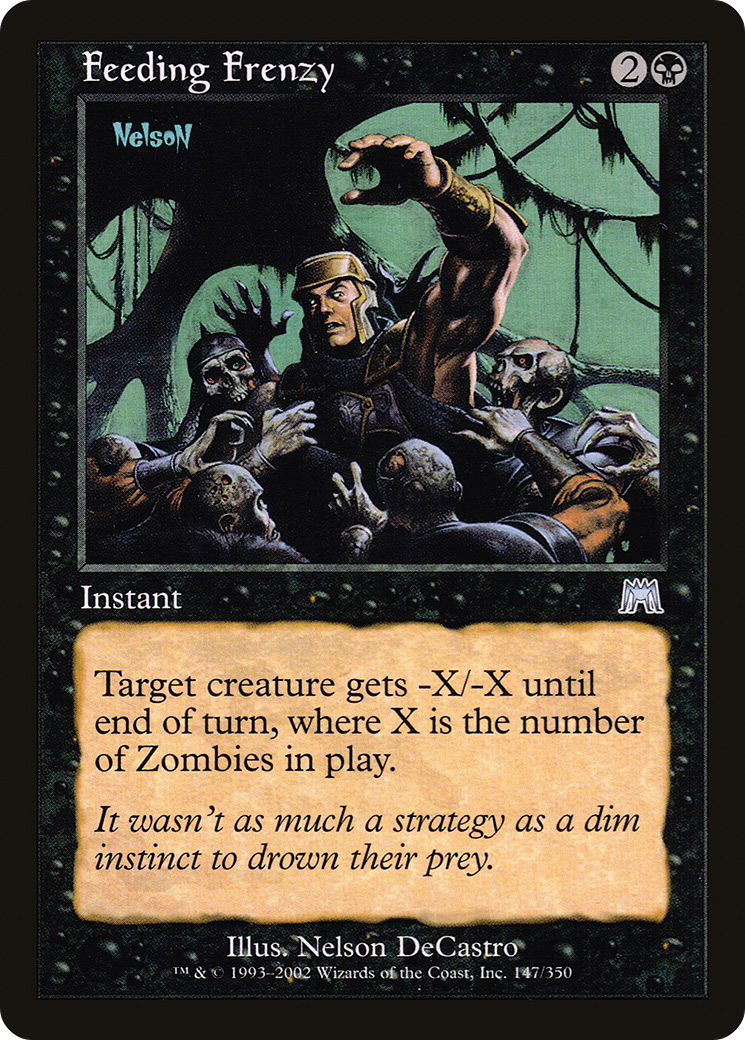 Feeding Frenzy 2
Nelson
Instant
Target creature gets -X/-X until
end of turn, where X is the number
of Zombies in play.
It wasn't as much a strategy as a dim
instinct to drown their prey.
Illus. Nelson DeCastro
™ & © 1993–2002 Wizards of the Coast, Inc. 147/350